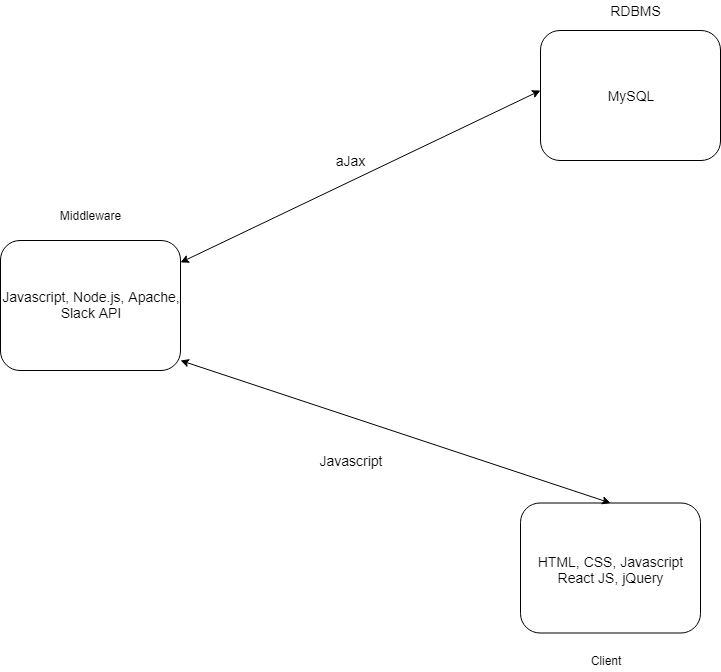 RDBMS
MySQL
aJax
Middleware
Javascript, Node.js, Apache,
Slack API
Javascript
HTML, CSS, Javascript
React JS, jQuery
Client